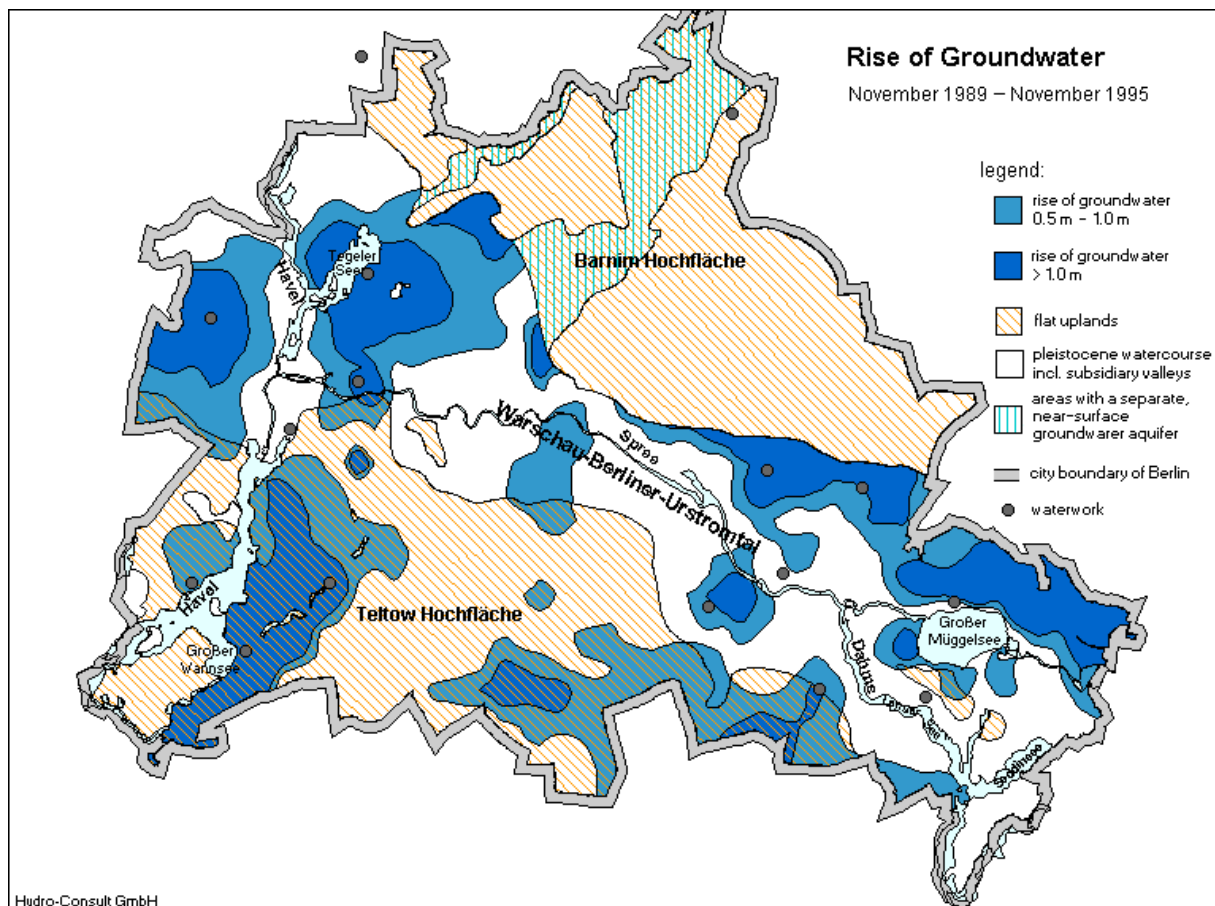 Rise of Groundwater
November 1989 – November 1995
legend:
rise of groundwater
0.5 m – 1.0 m
rise of groundwater
> 1.0 m
flat uplands
pleistocene watercourse
incl. subsidiary valleys
areas with a separate,
near-surface
groundwarer aquifer
city boundary of Berlin
waterwork
Tegeler
See
Havel
Barnim Hochfläche
Warschau-Berliner-Urstromtal
Spree
Teltow Hochfläche
Havel
Großer
Wannsee
Großer
Müggelsee
Dahme
Seddinsee
Hydro-Consult GmbH